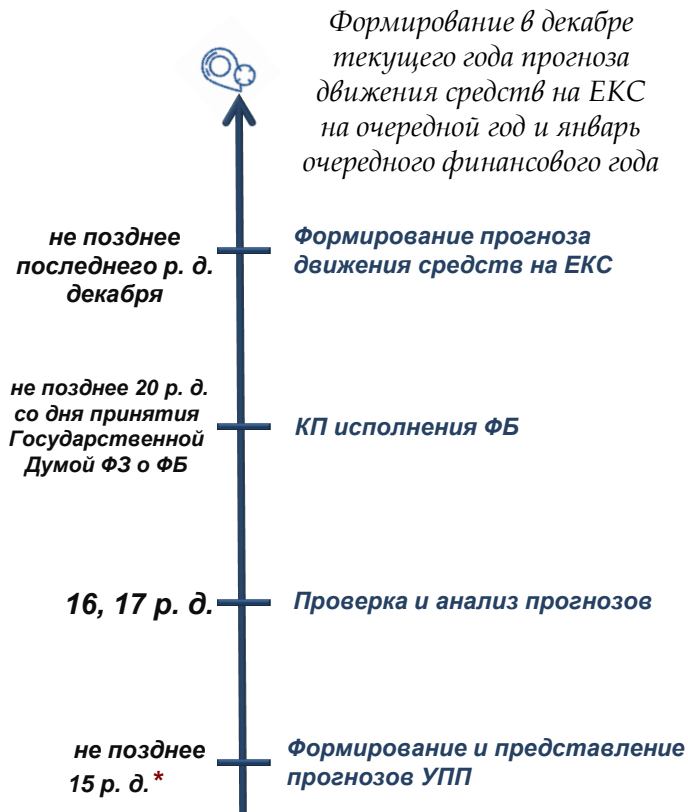 Формирование в декабре
текущего года прогноза
движения средств на ЕКС
на очередной год и январь
очередного финансового года
не позднее
последнего р. д.
декабря
Формирование прогноза
движения средств на ЕКС
не позднее 20 р. д.
со дня принятия
Государственной
Думой ФЗ о ФБ
КП исполнения ФБ
16, 17 р. д.
Проверка и анализ прогнозов
не позднее
15 р. д.*
Формирование и представление
прогнозов УПП